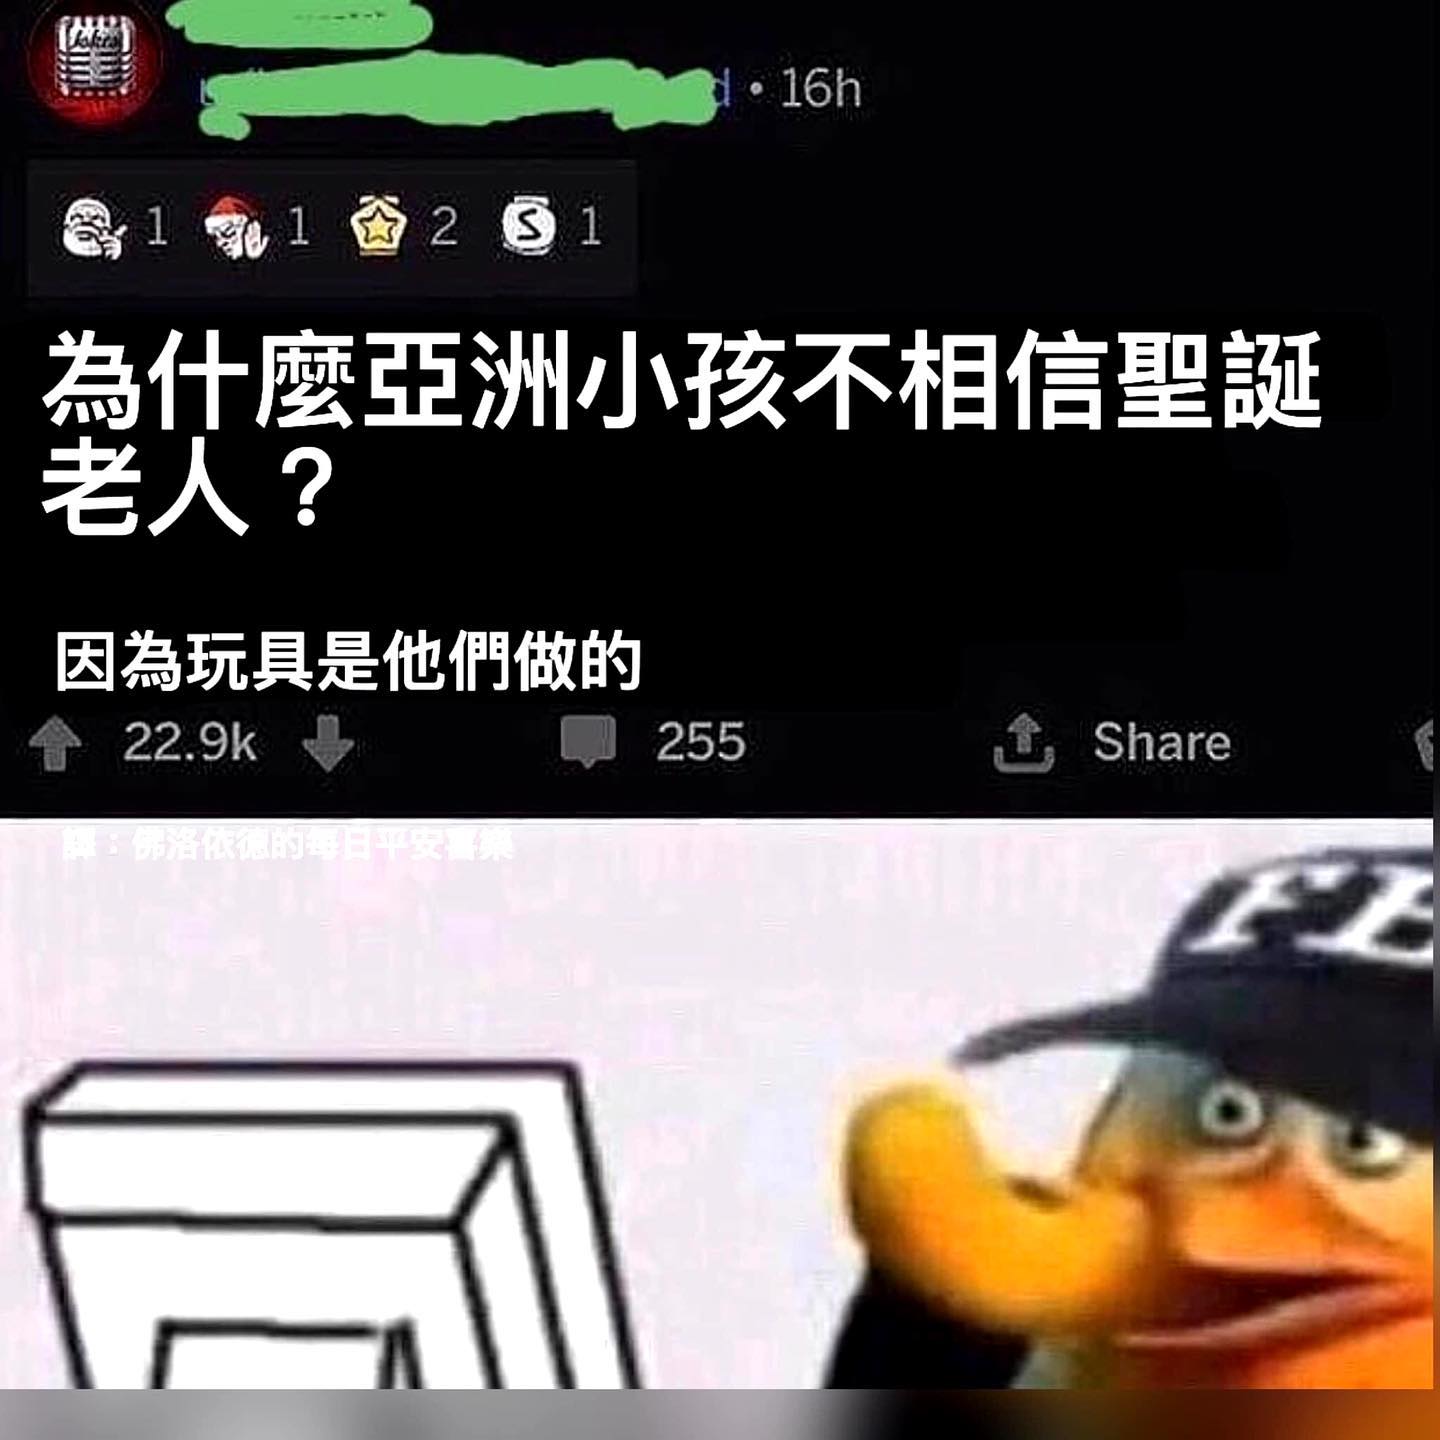 Jokes
• 16h
1 1 2 S 1
為什麼亞洲小孩不相信聖誕
老人？
因為玩具是他們做的
22.9k 255 Share
譯：佛洛依德的每日平安喜樂